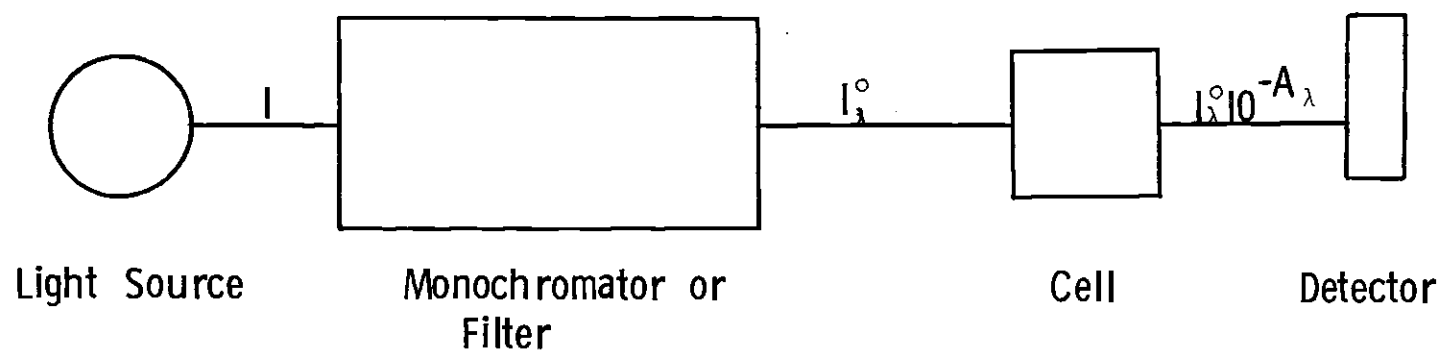 I
I°λ
I°λ10^-Aλ
Light Source
Monochromator or
Filter
Cell
Detector